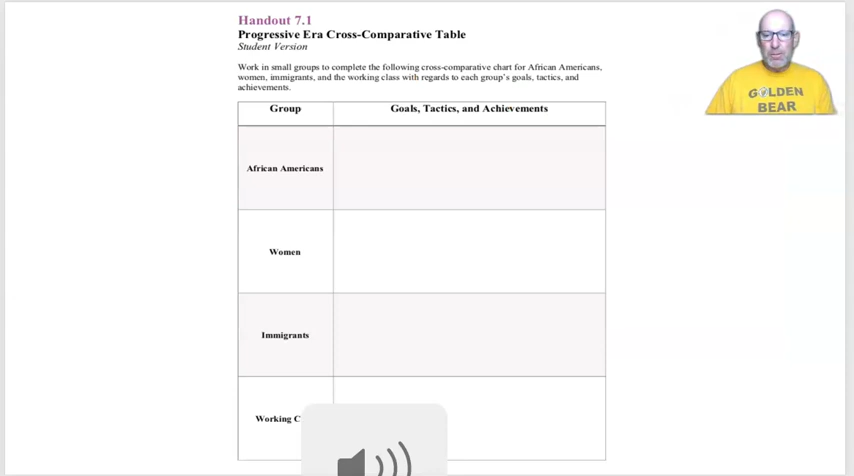 Handout 7.1
Progressive Era Cross-Comparative Table
Student Version
Work in small groups to complete the following cross-comparative chart for African Americans,
women, immigrants, and the working class with regards to each group's goals, tactics, and
achievements.
Group
Goals, Tactics, and Achievements
African Americans
Women
Immigrants
Working C
GOLDEN
BEAR